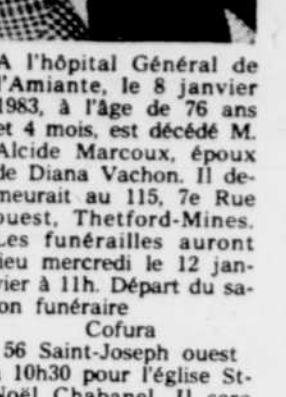 A l'hôpital Général de
l'Amiante, le 8 janvier
1983, à l'âge de 76 ans
et 4 mois, est décédé M.
Alcide Marcoux, époux
de Diana Vachon. Il de-
meurait au 115, 7e Rue
ouest, Thetford-Mines.
Les funérailles auront
lieu mercredi le 12 jan-
vier à 11h. Départ du sa-
lon funéraire
Cofura
56 Saint-Joseph ouest
à 10h30 pour l'église St-
Noël Chabanel. Il sera